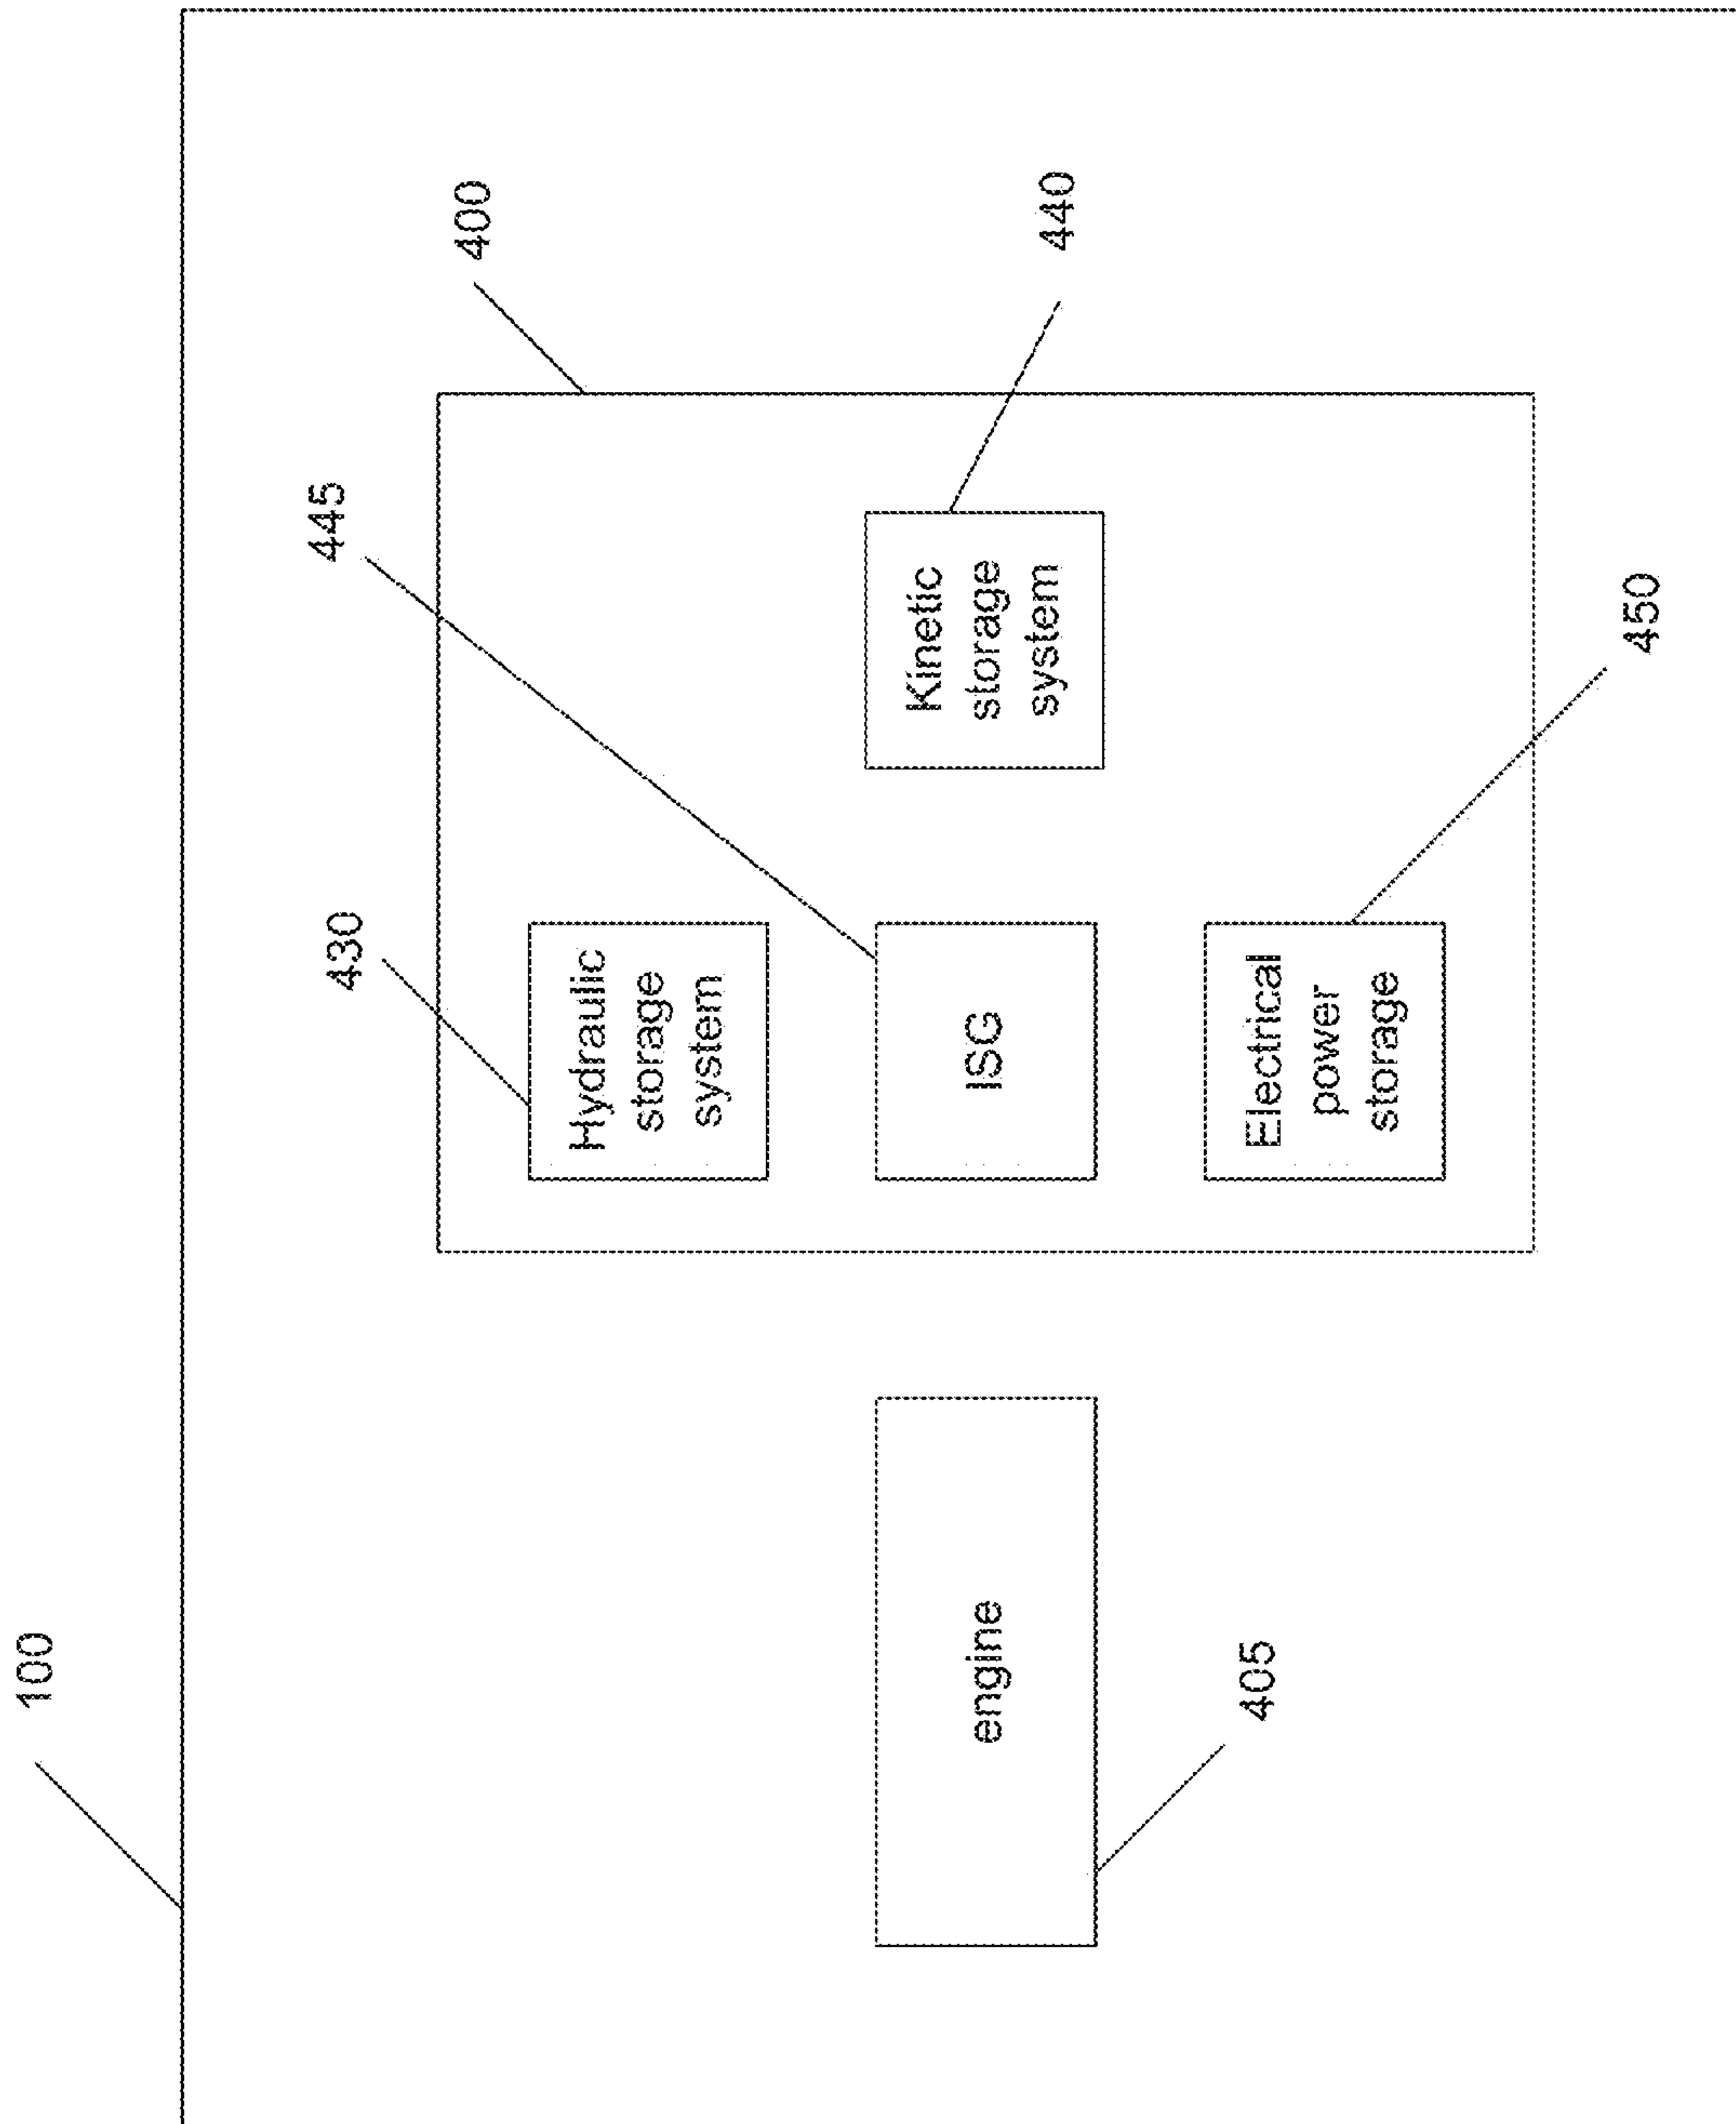 100
400
445
430
440
Hydraulic
storage
system
ISG
Kinetic
storage
system
Electrical
power
storage
450
engine
405